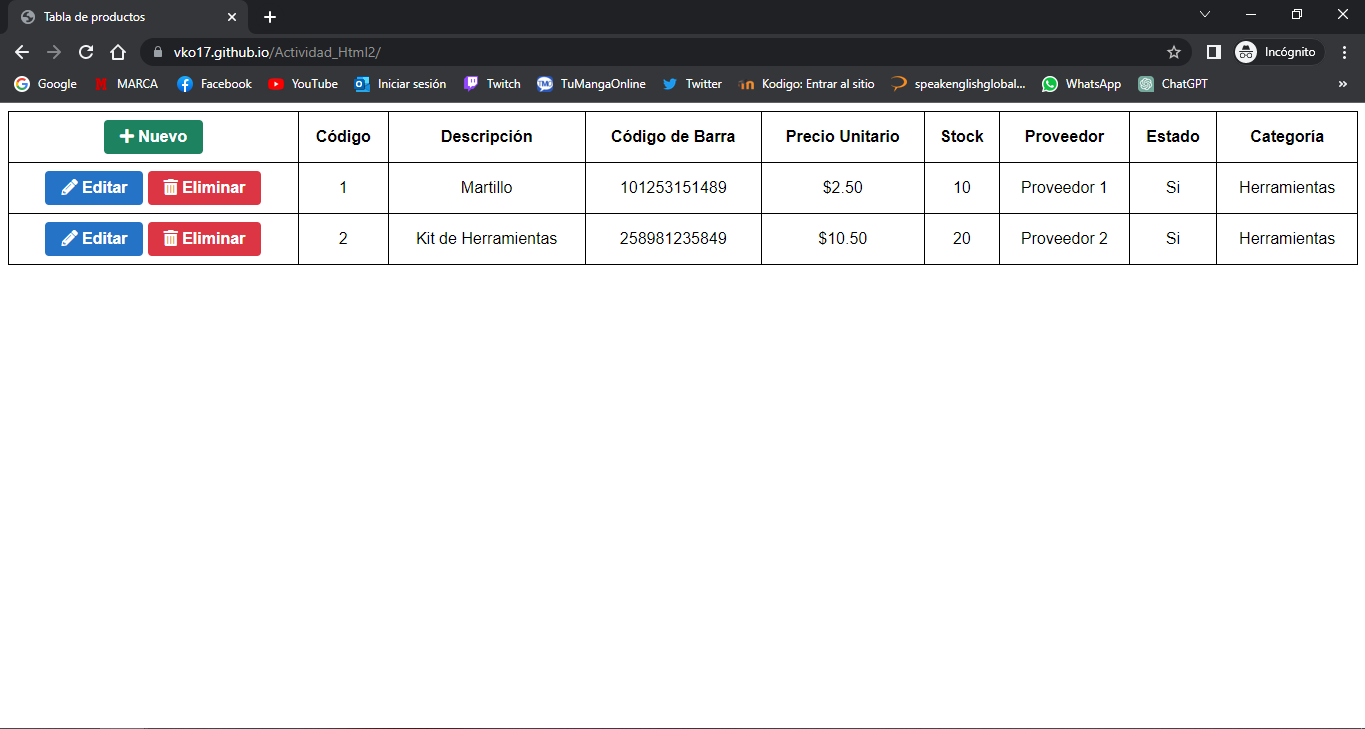 Tabla de productos
vko17.github.io/Actividad_Html2/
Incógnito
Google MARCA Facebook YouTube Iniciar sesión Twitch TuMangaOnline Twitter Kodigo: Entrar al sitio speakenglishglobal... WhatsApp ChatGPT »
Nuevo Código Descripción Código de Barra Precio Unitario Stock Proveedor Estado Categoría
Editar Eliminar 1 Martillo 101253151489 $2.50 10 Proveedor 1 Si Herramientas
Editar Eliminar 2 Kit de Herramientas 258981235849 $10.50 20 Proveedor 2 Si Herramientas